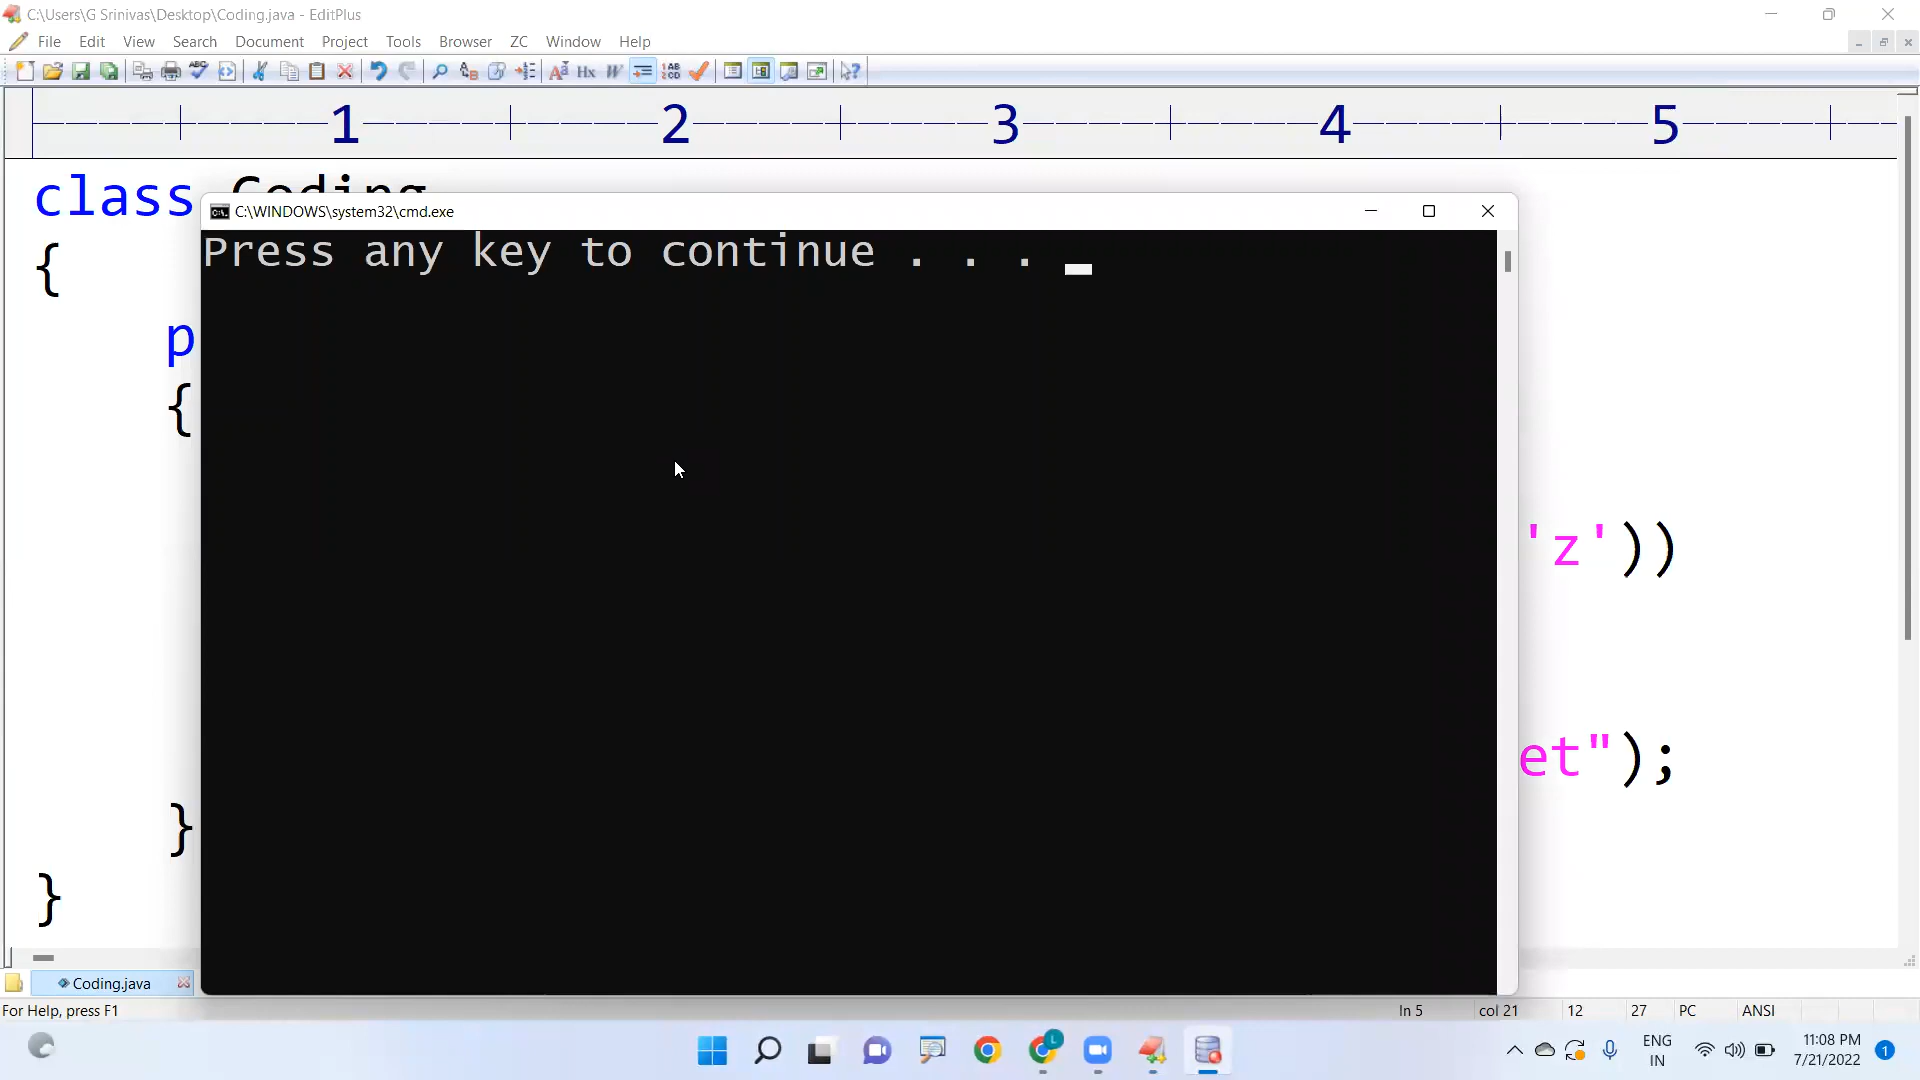 C:\Users\G Srinivas\Desktop\Coding.java - EditPlus
File Edit View Search Document Project Tools Browser ZC Window Help
1 2 3 4 5
class Coding
C:\WINDOWS\system32\cmd.exe
{
Press any key to continue . . . _
p
{
'z'))
et");
}
}
Coding.java
For Help, press F1
ln 5 col 21 12 27 PC ANSI
ENG
IN
11:08 PM
7/21/2022
1